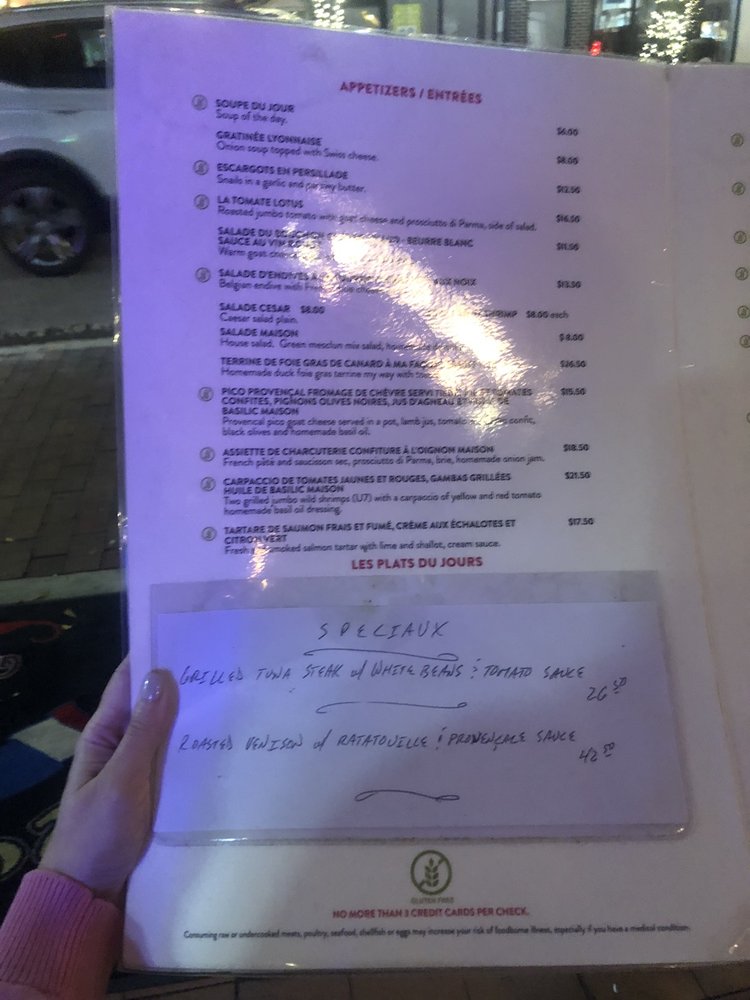 APPETIZERS / ENTRÉES
SOUPE DU JOUR
Soup of the day. $6.00
GRATINÉE LYONNAISE
Onion soup topped with Swiss cheese. $8.00
ESCARGOTS EN PERSILLADE
Snails in a garlic and parsley butter. $12.50
LA TOMATE LOTUS
Roasted jumbo tomato with goat cheese and prosciutto di Parma, side of salad. $16.50
SALADE DU BEURRE BLANC
SAUCE AU VIN $11.50
Warm goat
SALADE D'ENDIVES AUX NOIX
Belgian endive with $13.50
SALADE CESAR $8.00 SHRIMP $8.00 each
Caesar salad plain.
SALADE MAISON $8.00
House salad. Green mesclun mix salad,
TERRINE DE FOIE GRAS DE CANARD À MA $26.50
Homemade duck foie gras terrine my way with
PICO PROVENÇAL FROMAGE DE CHÈVRE SERVI TOMATES $15.50
CONFITES, PIGNONS OLIVES NOIRES, JUS D'AGNEAU DE
BASILIC MAISON
Provencal pico goat cheese served in a pot, lamb jus, confit,
black olives and homemade basil oil.
ASSIETTE DE CHARCUTERIE CONFITURE À L'OIGNON MAISON $18.50
French pâté and saucisson sec, prosciutto di Parma, brie, homemade onion jam.
CARPACCIO DE TOMATES JAUNES ET ROUGES, GAMBAS GRILLÉES $21.50
HUILE DE BASILIC MAISON
Two grilled jumbo wild shrimps (U7) with a carpaccio of yellow and red tomato
homemade basil oil dressing.
TARTARE DE SAUMON FRAIS ET FUMÉ, CRÈME AUX ÉCHALOTES ET $17.50
CITRON VERT
Fresh smoked salmon tartar with lime and shallot, cream sauce.
LES PLATS DU JOURS
SPECIAUX
GRILLED TUNA STEAK w/ WHITE BEANS & TOMATO SAUCE
26 50
ROASTED VENISON w/ RATATOUILLE & PROVENÇALE SAUCE
42 50
GLUTEN FREE
NO MORE THAN 3 CREDIT CARDS PER CHECK.
Consuming raw or undercooked meats, poultry, seafood, shellfish or eggs may increase your risk of foodborne illness, especially if you have a medical condition.